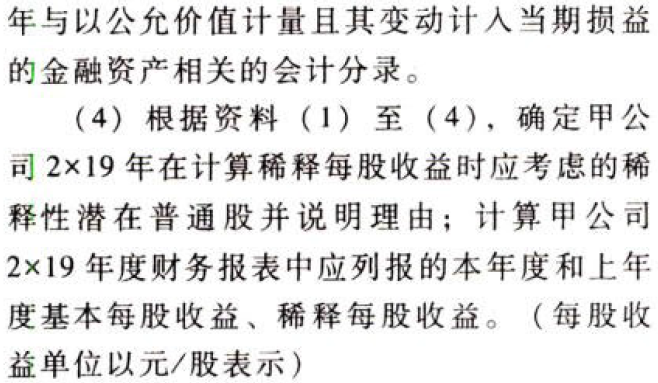 年与以公允价值计量且其变动计入当期损益
的金融资产相关的会计分录。
(4) 根据资料 (1) 至 (4),确定甲公
司 2×19 年在计算稀释每股收益时应考虑的稀
释性潜在普通股并说明理由;计算甲公司
2×19 年度财务报表中应列报的本年度和上年
度基本每股收益、稀释每股收益。(每股收
益单位以元/股表示)